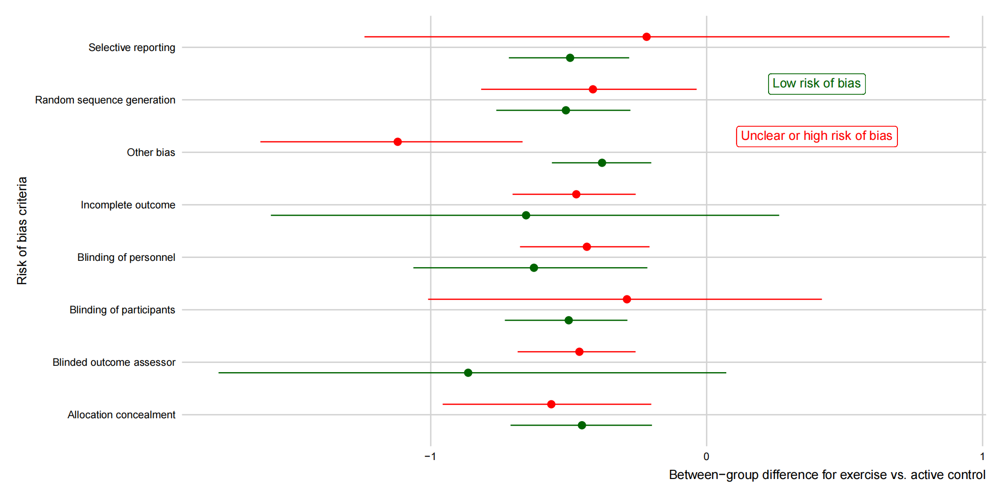 Selective reporting
Low risk of bias
Random sequence generation
Unclear or high risk of bias
Other bias
Risk of bias criteria
Incomplete outcome
Blinding of personnel
Blinding of participants
Blinded outcome assessor
Allocation concealment
−1
0
1
Between−group difference for exercise vs. active control